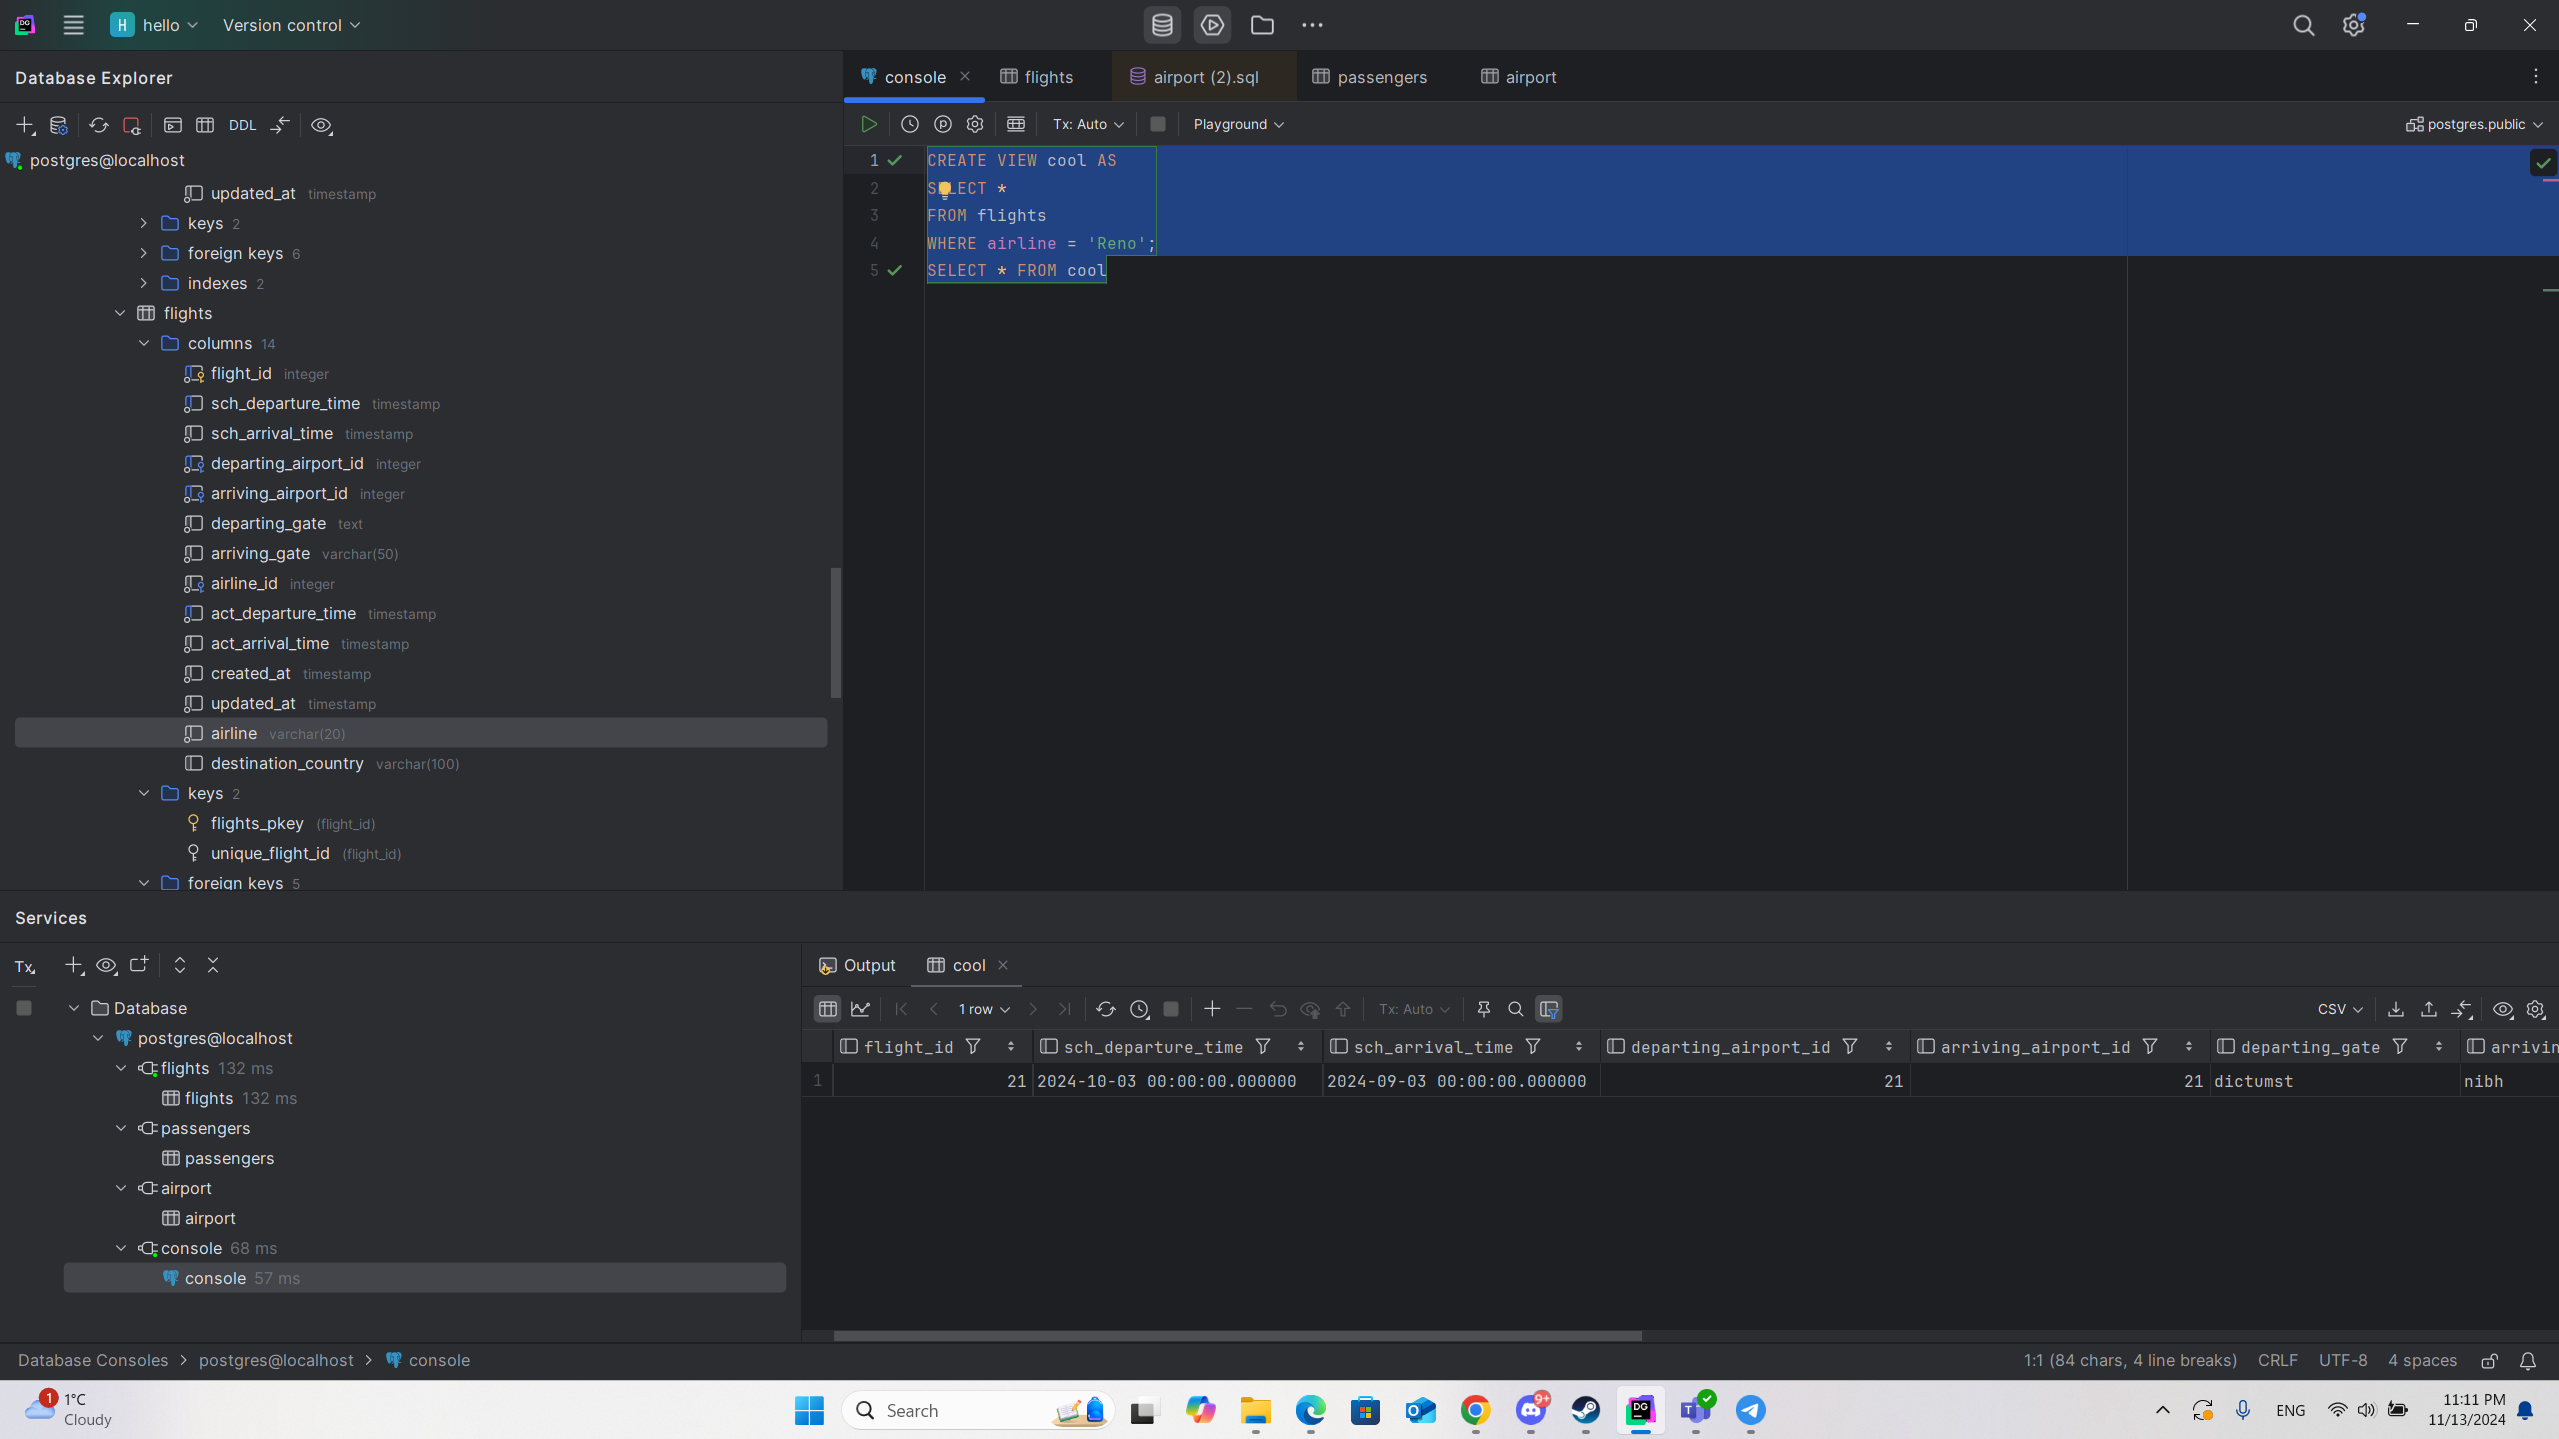 H hello Version control
Database Explorer
DDL
postgres@localhost
updated_at timestamp
keys 2
foreign keys 6
indexes 2
flights
columns 14
flight_id integer
sch_departure_time timestamp
sch_arrival_time timestamp
departing_airport_id integer
arriving_airport_id integer
departing_gate text
arriving_gate varchar(50)
airline_id integer
act_departure_time timestamp
act_arrival_time timestamp
created_at timestamp
updated_at timestamp
airline varchar(20)
destination_country varchar(100)
keys 2
flights_pkey (flight_id)
unique_flight_id (flight_id)
foreign keys 5
console flights airport (2).sql passengers airport
Tx: Auto Playground postgres.public
1 CREATE VIEW cool AS
2 SELECT *
3 FROM flights
4 WHERE airline = 'Reno';
5 SELECT * FROM cool
Services
Tx
Database
postgres@localhost
flights 132 ms
flights 132 ms
passengers
passengers
airport
airport
console 68 ms
console 57 ms
Output cool
1 row Tx: Auto CSV
flight_id sch_departure_time sch_arrival_time departing_airport_id arriving_airport_id departing_gate arrivin
1 21 2024-10-03 00:00:00.000000 2024-09-03 00:00:00.000000 21 21 dictumst nibh
Database Consoles > postgres@localhost > console
1:1 (84 chars, 4 line breaks) CRLF UTF-8 4 spaces
1 1°C
Cloudy
Search
9+
ENG
11:11 PM
11/13/2024